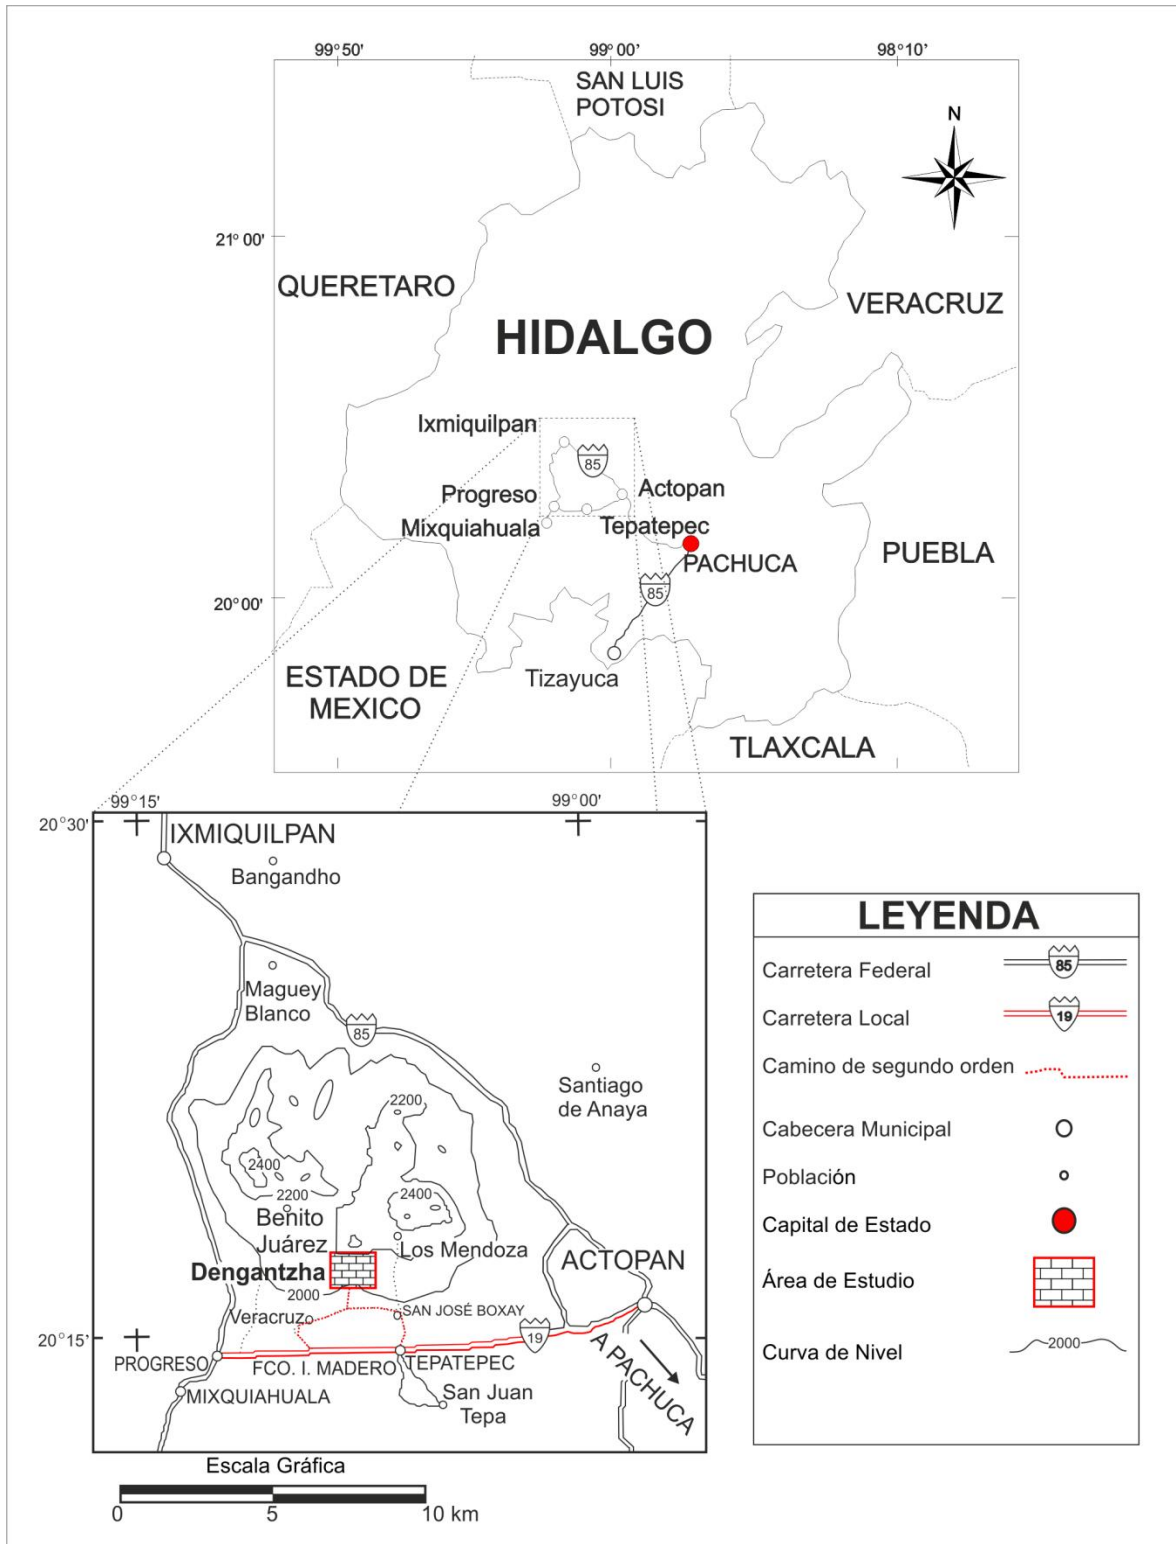 99°50'
99°00'
98°10'
SAN LUIS
POTOSI
N
21°00'
QUERETARO
VERACRUZ
HIDALGO
Ixmiquilpan
85
Progreso
Actopan
Mixquiahuala
Tepatepec
PUEBLA
PACHUCA
85
20°00'
ESTADO DE
MEXICO
Tizayuca
TLAXCALA
99°15'
99°00'
20°30'
IXMIQUILPAN
Bangandho
Maguey
Blanco
85
Santiago
de Anaya
2200
2400
2200
2400
Benito
Juárez
Los Mendoza
ACTOPAN
Dengantzha
2000
Veracruz
SAN JOSÉ BOXAY
20°15'
19
PROGRESO
FCO. I. MADERO
TEPATEPEC
A PACHUCA
MIXQUIAHUALA
San Juan
Tepa
Escala Gráfica
0
5
10 km
LEYENDA
Carretera Federal
85
Carretera Local
19
Camino de segundo orden
Cabecera Municipal
Población
Capital de Estado
Área de Estudio
Curva de Nivel
2000